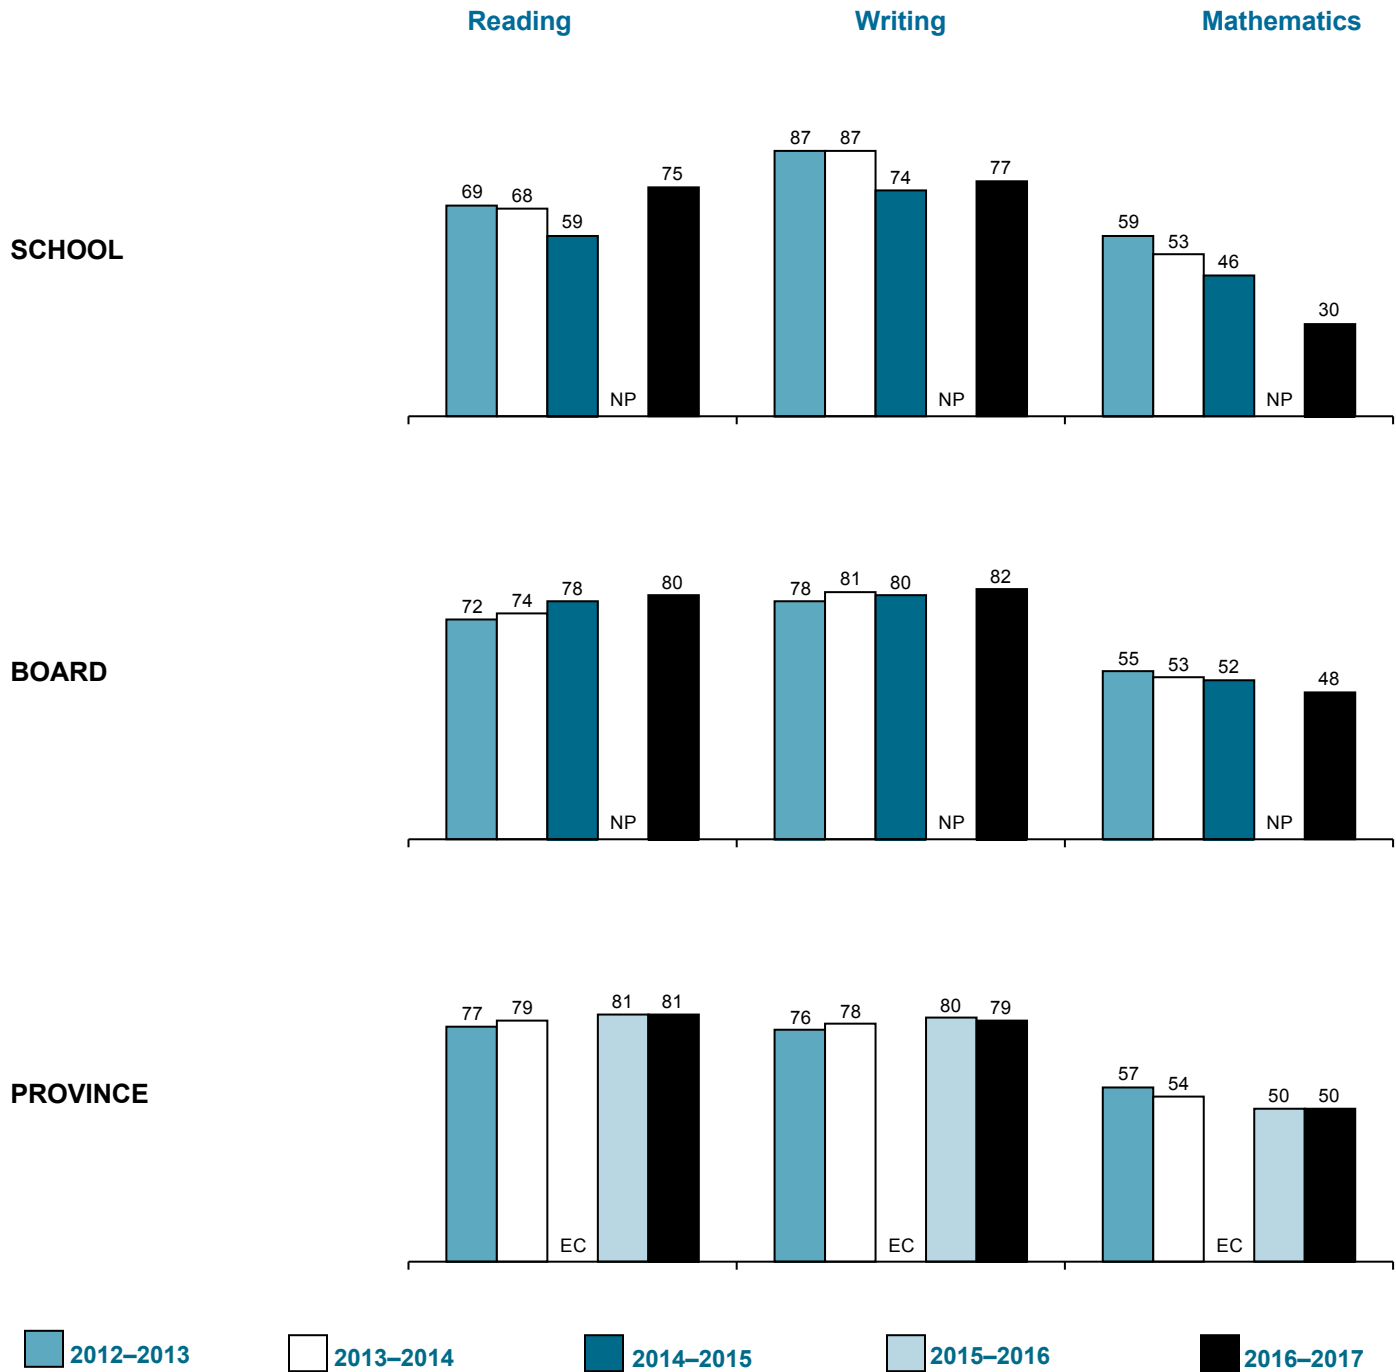 Reading Writing Mathematics
SCHOOL
69 68 59 NP 75
87 87 74 NP 77
59 53 46 NP 30
BOARD
72 74 78 NP 80
78 81 80 NP 82
55 53 52 NP 48
PROVINCE
77 79 EC 81 81
76 78 EC 80 79
57 54 EC 50 50
2012–2013 2013–2014 2014–2015 2015–2016 2016–2017